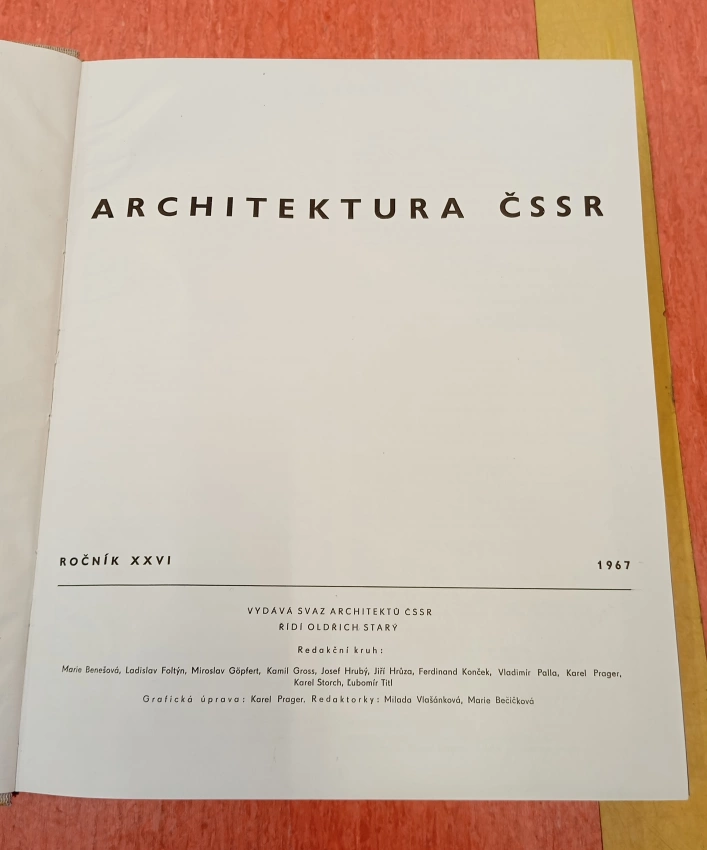 ARCHITEKTURA ČSSR
ROČNÍK XXVI 1967
VYDÁVÁ SVAZ ARCHITEKTŮ ČSSR
ŘÍDÍ OLDŘICH STARÝ
Redakční kruh:
Marie Benešová, Ladislav Foltýn, Miroslav Göpfert, Kamil Gross, Josef Hrubý, Jiří Hrůza, Ferdinand Konček, Vladimír Palla, Karel Prager,
Karel Storch, Ľubomír Titl
Grafická úprava: Karel Prager, Redaktorky: Milada Vlašánková, Marie Bečičková